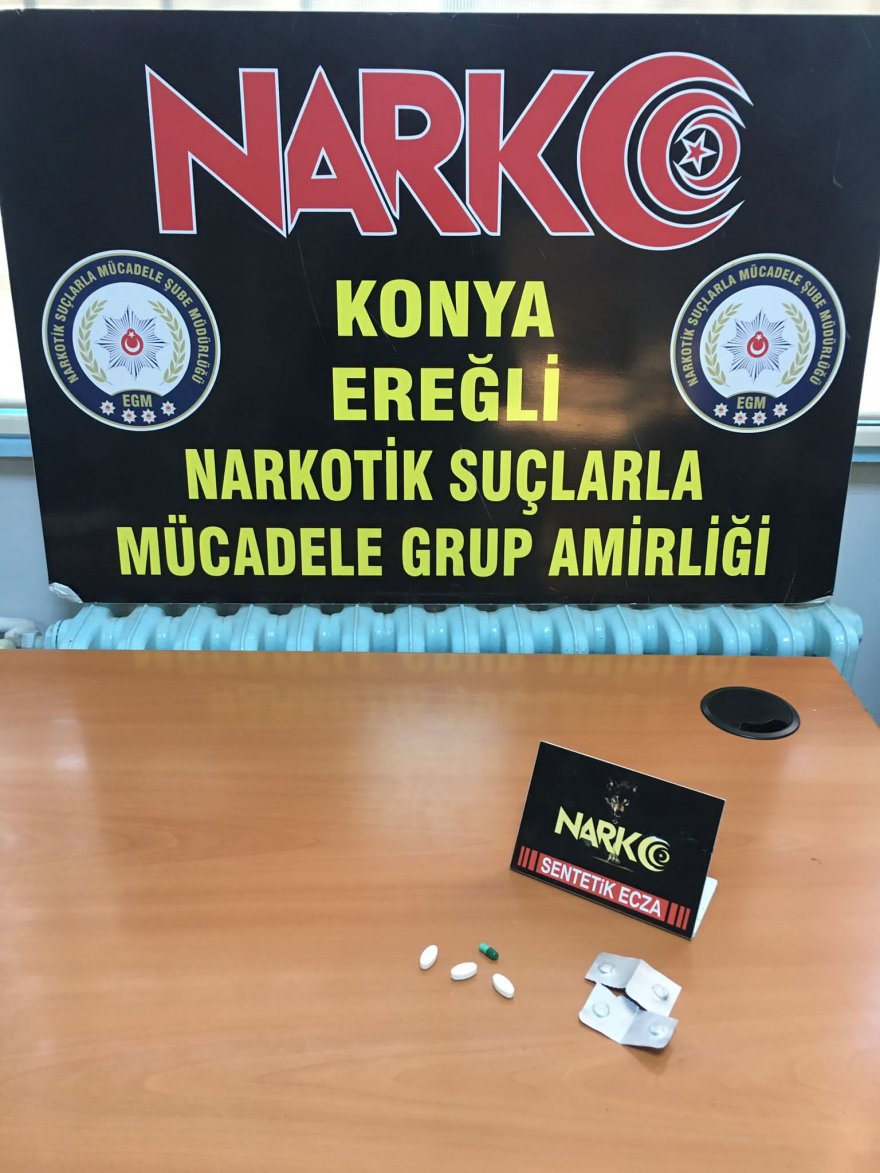 NARKO
NARKOTİK SUÇLARLA MÜCADELE ŞUBE MÜDÜRLÜĞÜ
EGM
NARKOTİK SUÇLARLA MÜCADELE ŞUBE MÜDÜRLÜĞÜ
EGM
KONYA
EREĞLİ
NARKOTİK SUÇLARLA
MÜCADELE GRUP AMİRLİĞİ
NARKO
SENTETİK ECZA